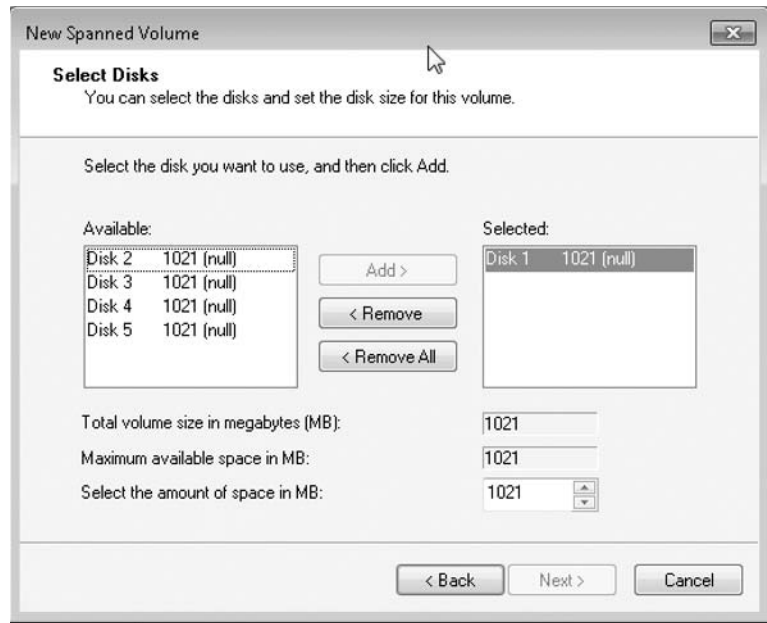 New Spanned Volume
Select Disks
You can select the disks and set the disk size for this volume.
Select the disk you want to use, and then click Add.
Available:
Disk 2 1021 (null)
Disk 3 1021 (null)
Disk 4 1021 (null)
Disk 5 1021 (null)
Add >
< Remove
< Remove All
Selected:
Disk 1 1021 (null)
Total volume size in megabytes (MB): 1021
Maximum available space in MB: 1021
Select the amount of space in MB: 1021
< Back Next > Cancel